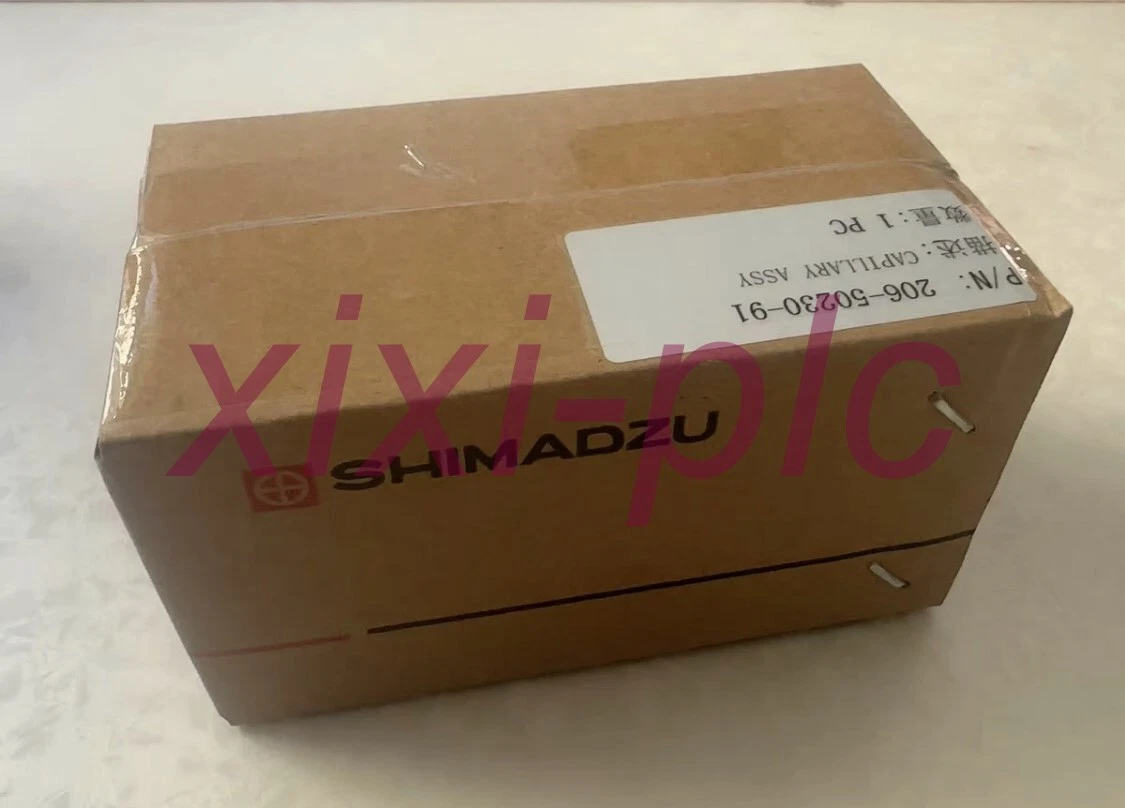 P/N: 206-50230-91
描述:CAPILLARY ASSY
数量:1 PC
xixi-plc
SHIMADZU